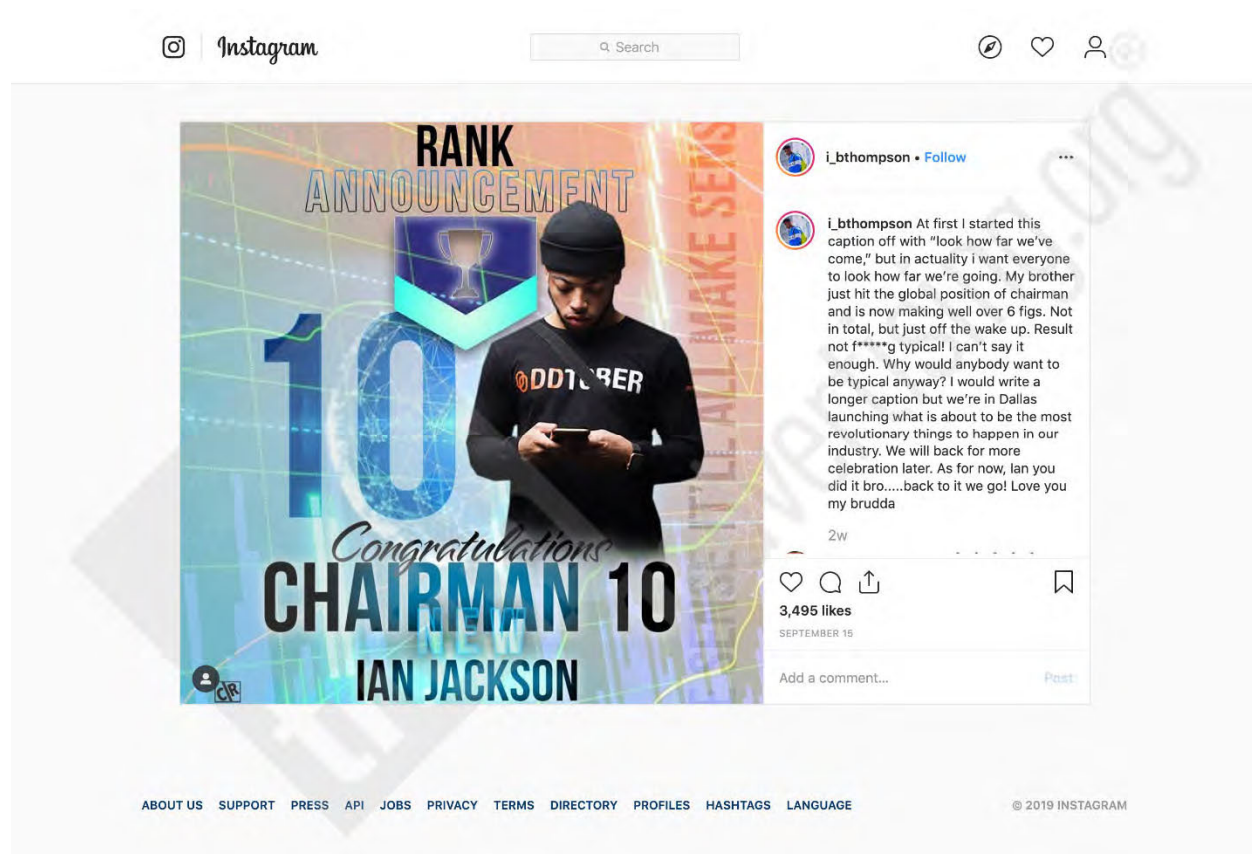 Instagram
Search
RANK
ANNOUNCEMENT
10
ODDTOBER
Congratulations
CHAIRMAN 10
NEW
IAN JACKSON
CR
i_bthompson • Follow
i_bthompson At first I started this
caption off with "look how far we've
come," but in actuality i want everyone
to look how far we're going. My brother
just hit the global position of chairman
and is now making well over 6 figs. Not
in total, but just off the wake up. Result
not f*****g typical! I can't say it
enough. Why would anybody want to
be typical anyway? I would write a
longer caption but we're in Dallas
launching what is about to be the most
revolutionary things to happen in our
industry. We will back for more
celebration later. As for now, Ian you
did it bro.....back to it we go! Love you
my brudda
2w
3,495 likes
SEPTEMBER 15
Add a comment...
Post
ABOUT US SUPPORT PRESS API JOBS PRIVACY TERMS DIRECTORY PROFILES HASHTAGS LANGUAGE
© 2019 INSTAGRAM